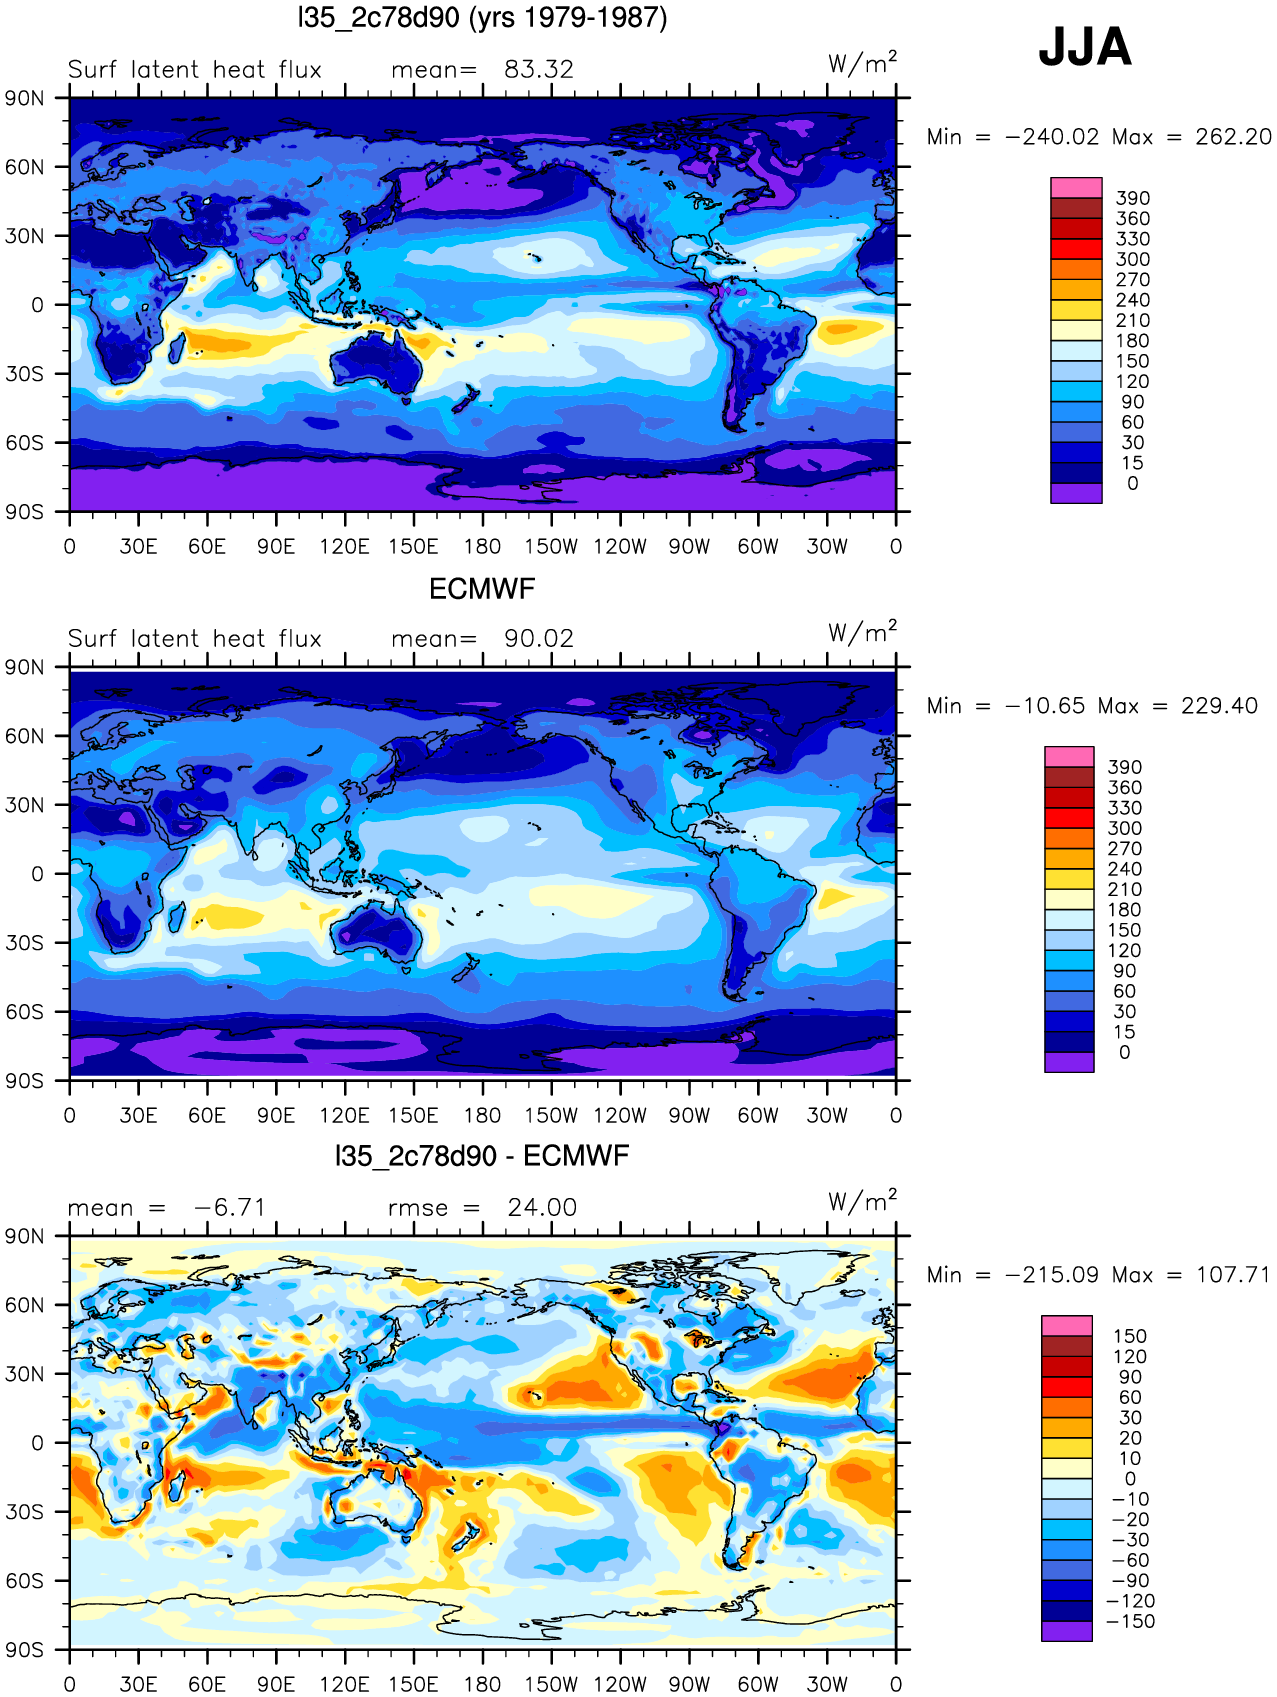 l35_2c78d90 (yrs 1979-1987)
JJA
Surf latent heat flux mean= 83.32 W/m²
Min = −240.02 Max = 262.20
90N
60N
30N
0
30S
60S
90S
0 30E 60E 90E 120E 150E 180 150W 120W 90W 60W 30W 0
390
360
330
300
270
240
210
180
150
120
90
60
30
15
0
ECMWF
Surf latent heat flux mean= 90.02 W/m²
Min = −10.65 Max = 229.40
90N
60N
30N
0
30S
60S
90S
0 30E 60E 90E 120E 150E 180 150W 120W 90W 60W 30W 0
390
360
330
300
270
240
210
180
150
120
90
60
30
15
0
l35_2c78d90 - ECMWF
mean = −6.71 rmse = 24.00 W/m²
Min = −215.09 Max = 107.71
90N
60N
30N
0
30S
60S
90S
0 30E 60E 90E 120E 150E 180 150W 120W 90W 60W 30W 0
150
120
90
60
30
20
10
0
−10
−20
−30
−60
−90
−120
−150